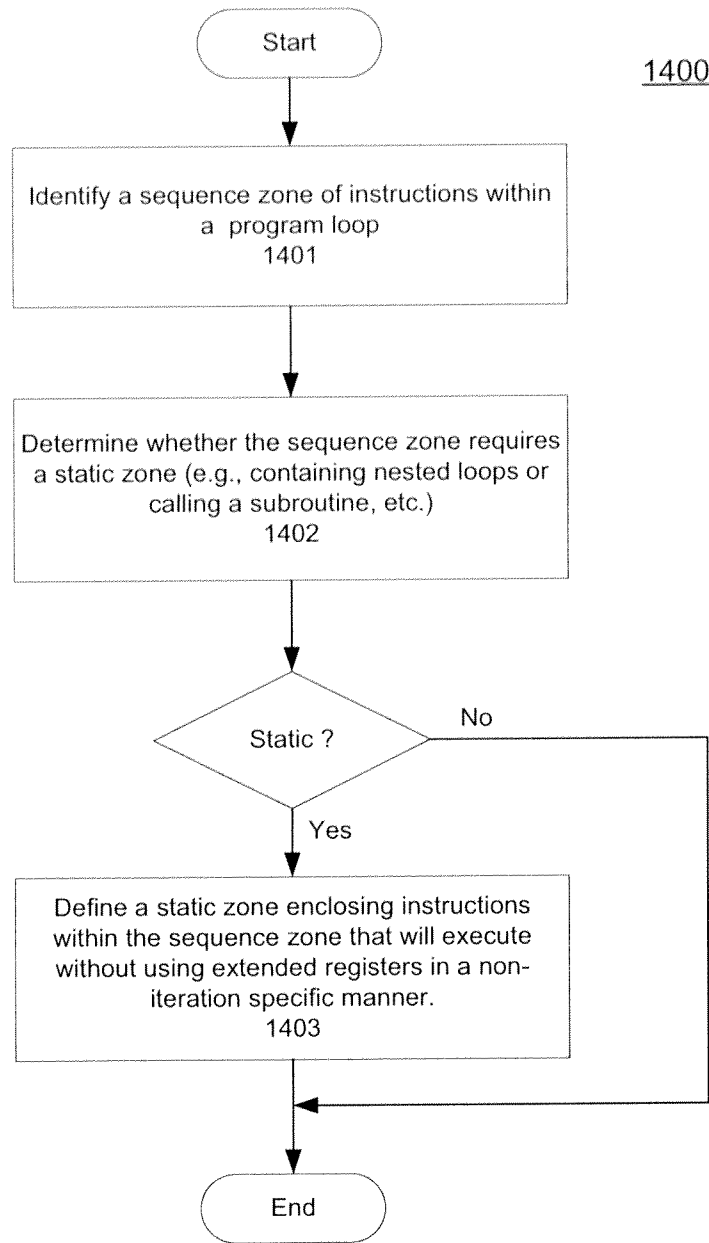 Start
1400
Identify a sequence zone of instructions within
a program loop
1401
Determine whether the sequence zone requires
a static zone (e.g., containing nested loops or
calling a subroutine, etc.)
1402
Static ?
No
Yes
Define a static zone enclosing instructions
within the sequence zone that will execute
without using extended registers in a non-
iteration specific manner.
1403
End